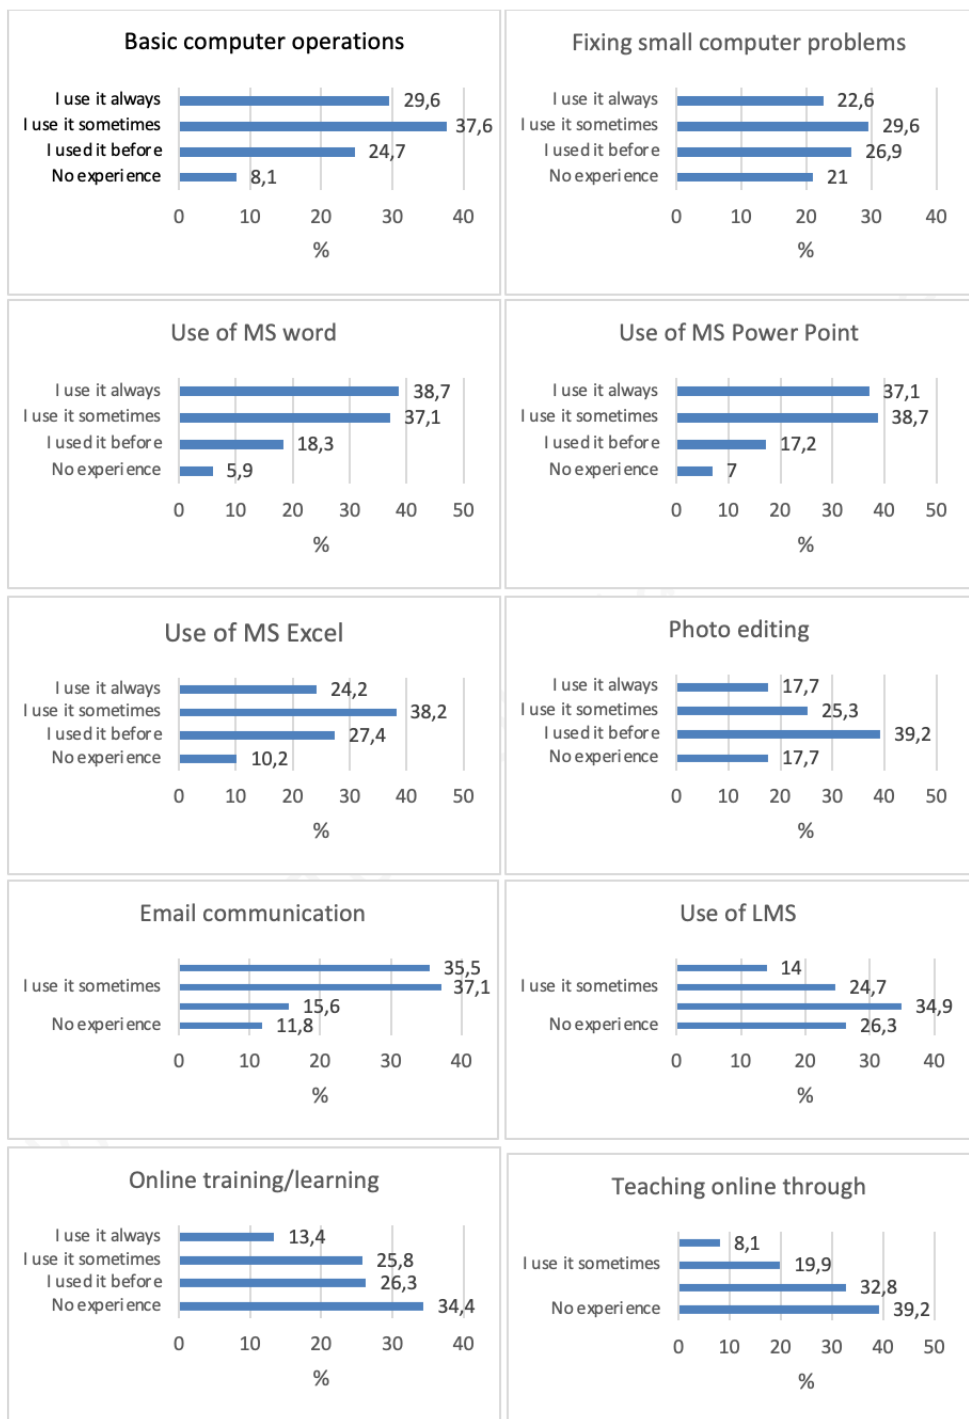 Basic computer operations
I use it always 29,6
I use it sometimes 37,6
I used it before 24,7
No experience 8,1
0 10 20 30 40
%
Fixing small computer problems
I use it always 22,6
I use it sometimes 29,6
I used it before 26,9
No experience 21
0 10 20 30 40
%
Use of MS word
I use it always 38,7
I use it sometimes 37,1
I used it before 18,3
No experience 5,9
0 10 20 30 40 50
%
Use of MS Power Point
I use it always 37,1
I use it sometimes 38,7
I used it before 17,2
No experience 7
0 10 20 30 40 50
%
Use of MS Excel
I use it always 24,2
I use it sometimes 38,2
I used it before 27,4
No experience 10,2
0 10 20 30 40 50
%
Photo editing
I use it always 17,7
I use it sometimes 25,3
I used it before 39,2
No experience 17,7
0 10 20 30 40 50
%
Email communication
35,5
I use it sometimes 37,1
15,6
No experience 11,8
0 10 20 30 40
%
Use of LMS
14
I use it sometimes 24,7
34,9
No experience 26,3
0 10 20 30 40
%
Online training/learning
I use it always 13,4
I use it sometimes 25,8
I used it before 26,3
No experience 34,4
0 10 20 30 40
%
Teaching online through
8,1
I use it sometimes 19,9
32,8
No experience 39,2
0 10 20 30 40 50
%